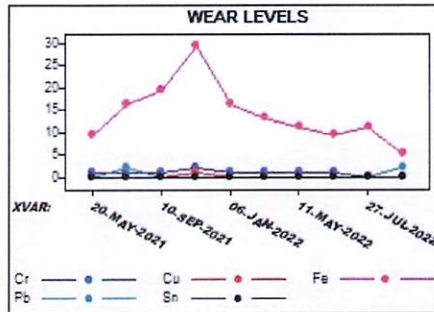 WEAR LEVELS
30
25
20
15
10
5
0
XVAR:
20-MAY-2021
10-SEP-2021
06-JAN-2022
11-MAY-2022
27-JUL-2022
Cr Cu Fe
Pb Sn